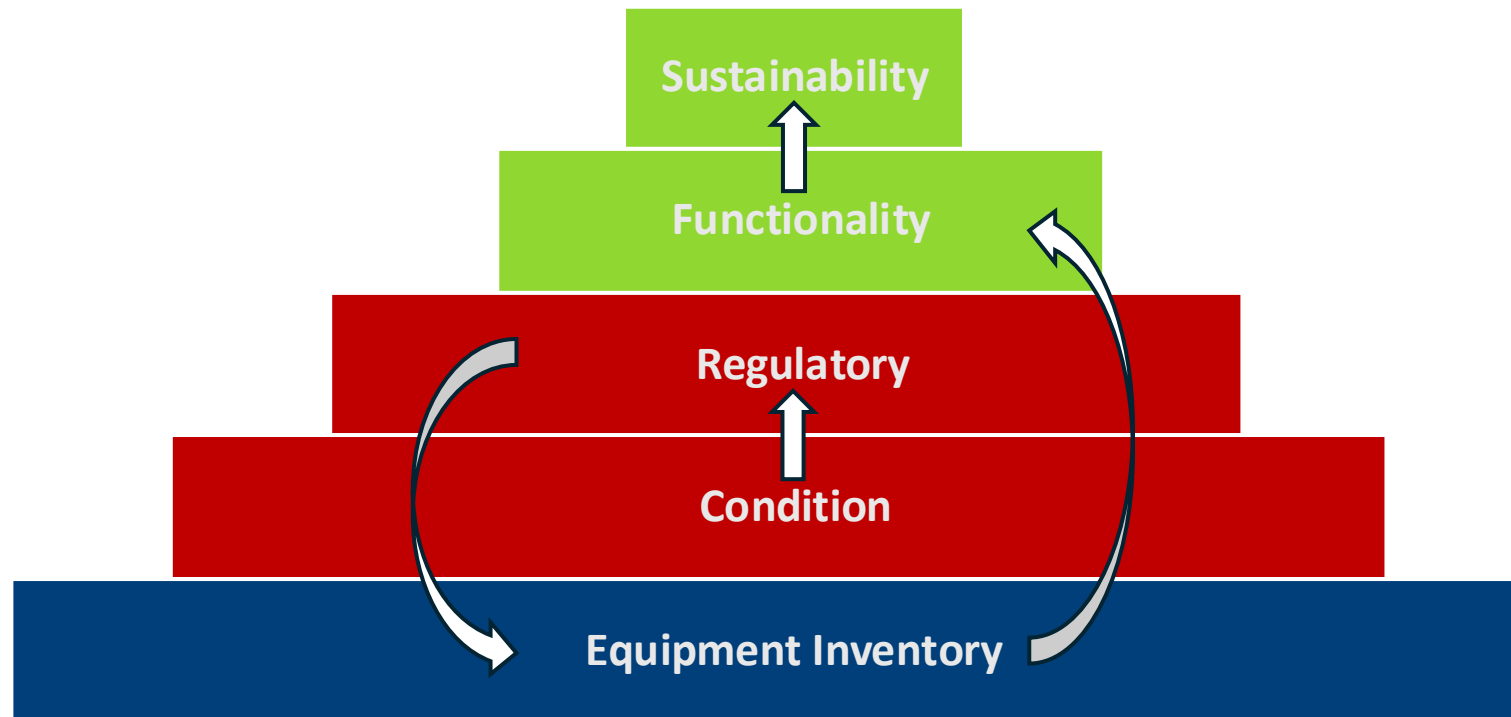 Sustainability
Functionality
Regulatory
Condition
Equipment Inventory